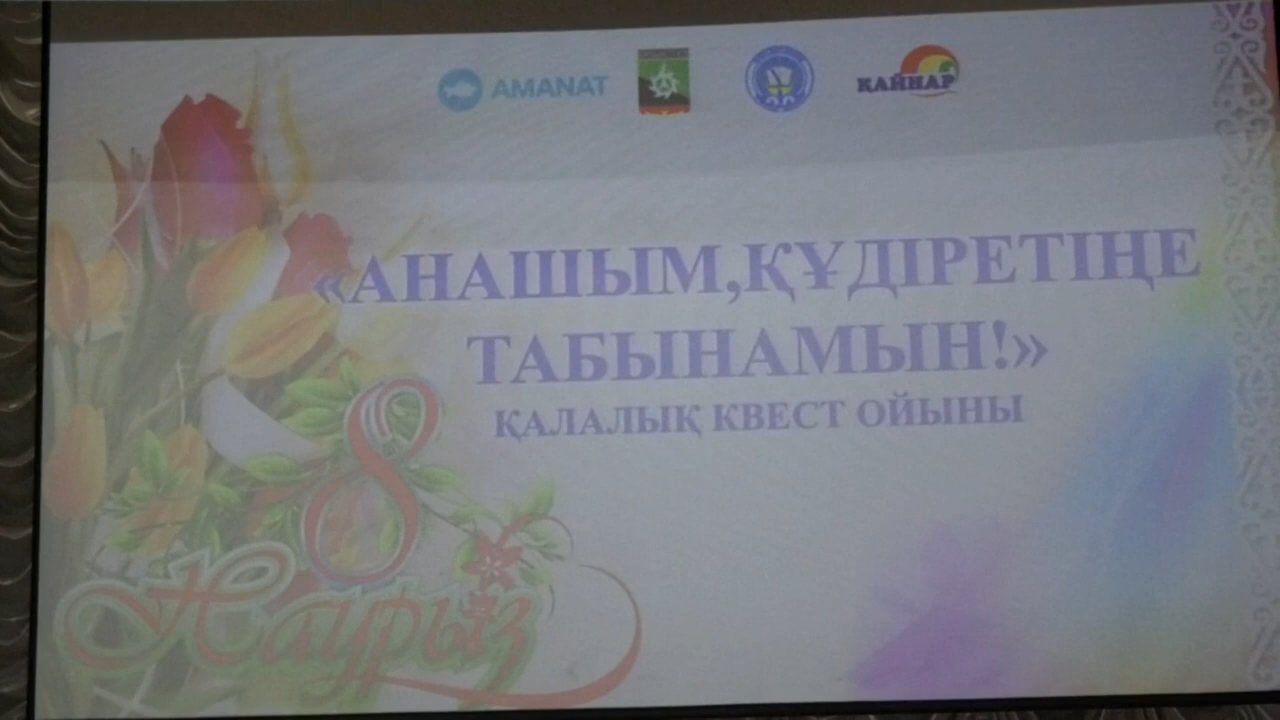 AMANAT
ҚАЙНАР
«АНАШЫМ,ҚҰДІРЕТІҢЕ
ТАБЫНАМЫН!»
ҚАЛАЛЫҚ КВЕСТ ОЙЫНЫ
8
Наурыз